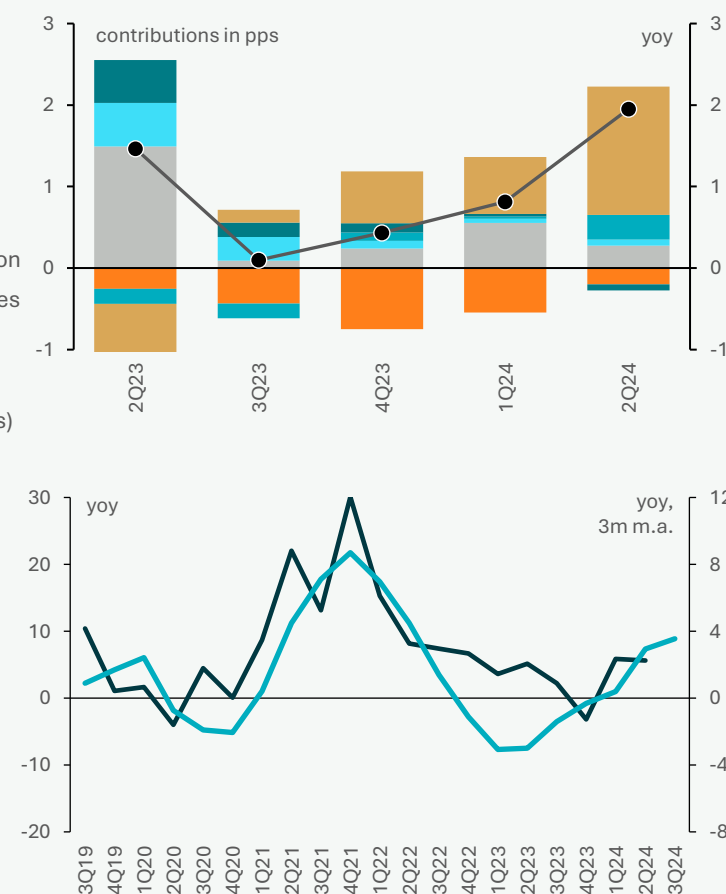 3
contributions in pps
yoy
3
2
2
1
1
on
0
0
es
-1
-1
2Q23
3Q23
4Q23
1Q24
2Q24
s)
30
yoy
yoy,
12
3m m.a.
20
8
10
4
0
0
-10
-4
-20
-8
3Q19
4Q19
1Q20
2Q20
3Q20
4Q20
1Q21
2Q21
3Q21
4Q21
1Q22
2Q22
3Q22
4Q22
1Q23
2Q23
3Q23
4Q23
1Q24
2Q24
3Q24